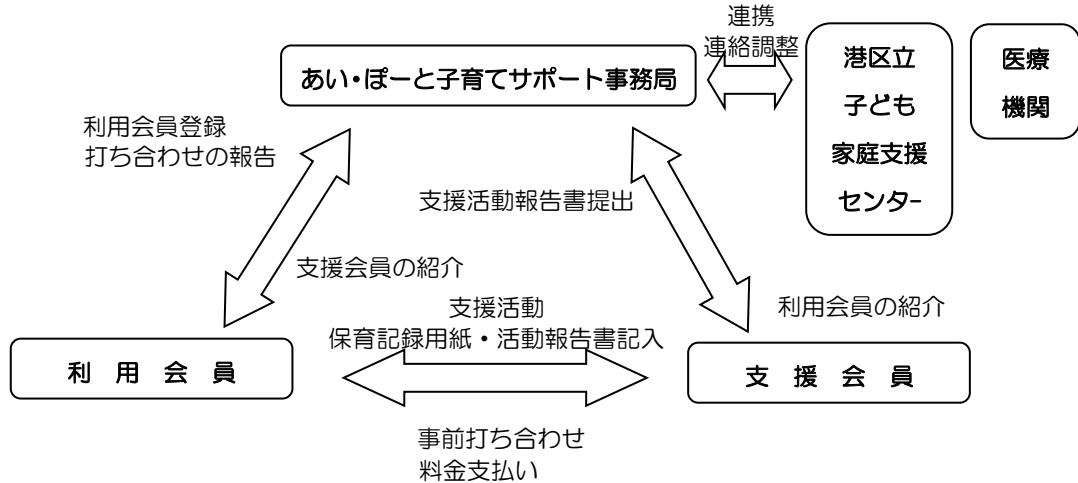 連携
連絡調整
あい・ぽーと子育てサポート事務局
港区立
子ども
家庭支援
センター
医療
機関
利用会員登録
打ち合わせの報告
支援活動報告書提出
支援会員の紹介
利用会員の紹介
支援活動
保育記録用紙・活動報告書記入
利 用 会 員
支 援 会 員
事前打ち合わせ
料金支払い